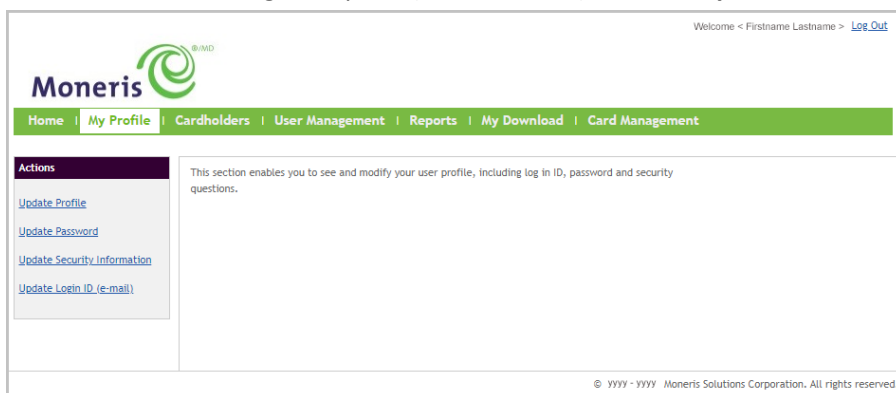 Welcome < Firstname Lastname > Log Out
®/MD
Moneris
Home | My Profile | Cardholders | User Management | Reports | My Download | Card Management
Actions
Update Profile
Update Password
Update Security Information
Update Login ID (e-mail)
This section enables you to see and modify your user profile, including log in ID, password and security
questions.
© yyyy - yyyy Moneris Solutions Corporation. All rights reserved